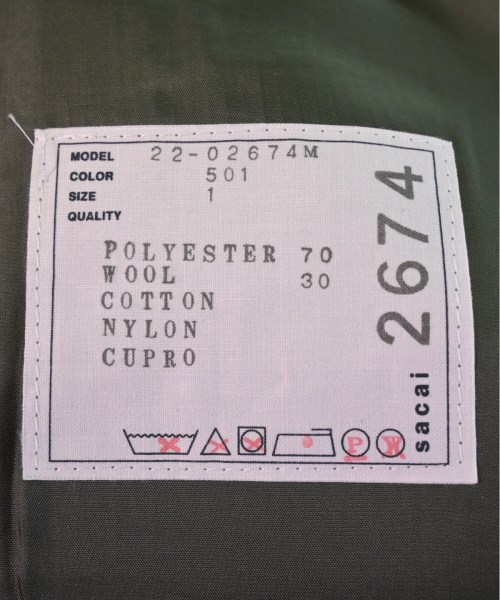 MODEL 22-02674M
COLOR 501
SIZE 1
QUALITY
POLYESTER 70
WOOL 30
COTTON
NYLON
CUPRO
P W
sacai 2674